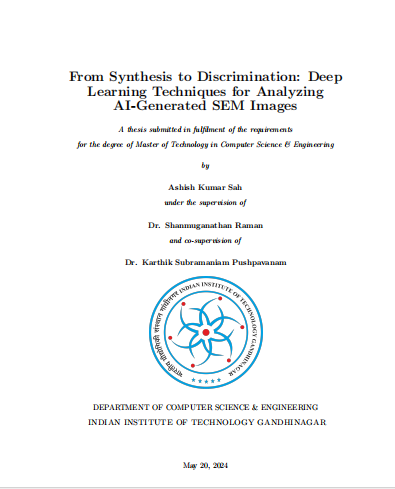 From Synthesis to Discrimination: Deep
Learning Techniques for Analyzing
AI-Generated SEM Images
A thesis submitted in fulfilment of the requirements
for the degree of Master of Technology in Computer Science & Engineering
by
Ashish Kumar Sah
under the supervision of
Dr. Shanmuganathan Raman
and co-supervision of
Dr. Karthik Subramaniam Pushpavanam
भारतीय प्रौद्योगिकी संस्थान गांधीनगर
INDIAN INSTITUTE OF TECHNOLOGY GANDHINAGAR
DEPARTMENT OF COMPUTER SCIENCE & ENGINEERING
INDIAN INSTITUTE OF TECHNOLOGY GANDHINAGAR
May 20, 2024